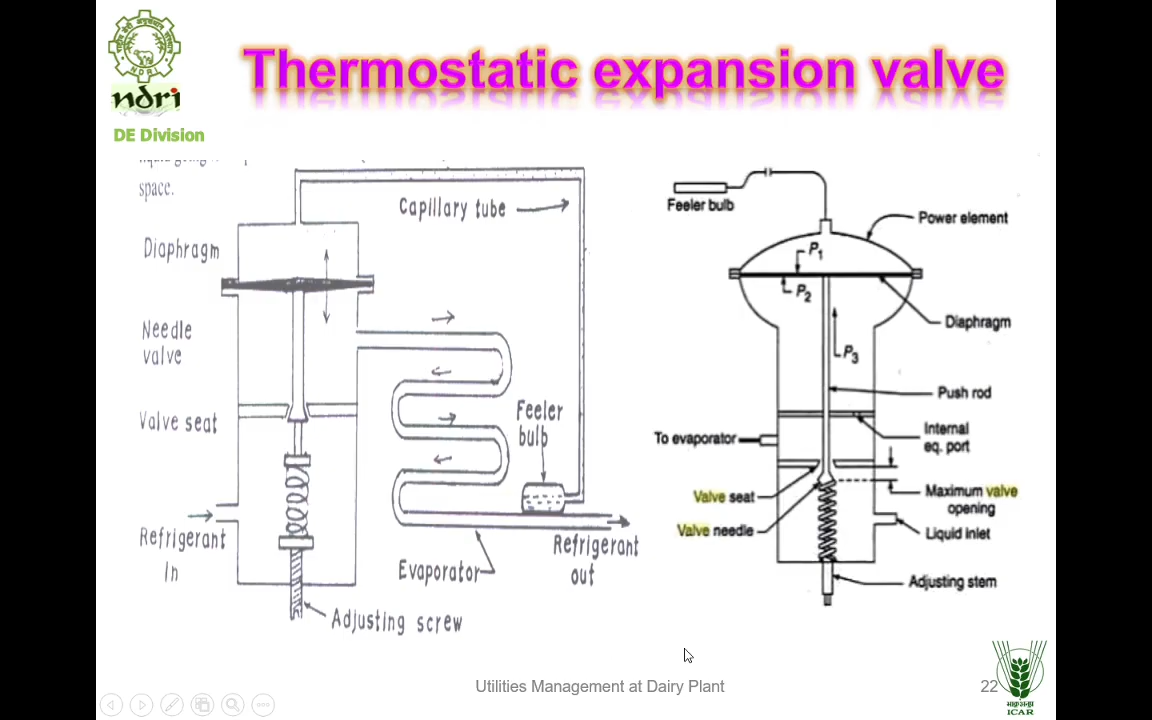 Thermostatic expansion valve
NDRI
ndri
DE Division
space.
Diaphragm
Needle
valve
Valve seat
Refrigerant
In
Capillary tube
Feeler
bulb
Evaporator
Refrigerant
out
Adjusting screw
Feeler bulb
Power element
P1
P2
Diaphragm
P3
Push rod
Internal
eq. port
To evaporator
Valve seat
Maximum valve
opening
Valve needle
Liquid inlet
Adjusting stem
Utilities Management at Dairy Plant
22
भाकृअनुप
ICAR